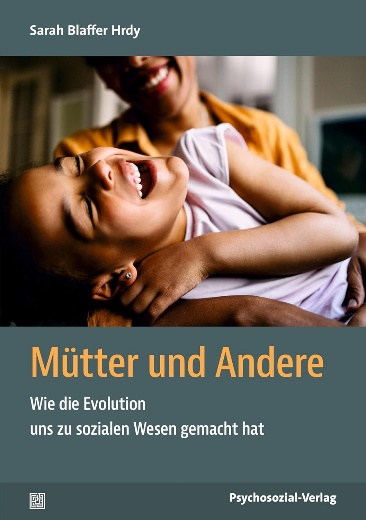 Sarah Blaffer Hrdy
Mütter und Andere
Wie die Evolution
uns zu sozialen Wesen gemacht hat
Psychosozial-Verlag